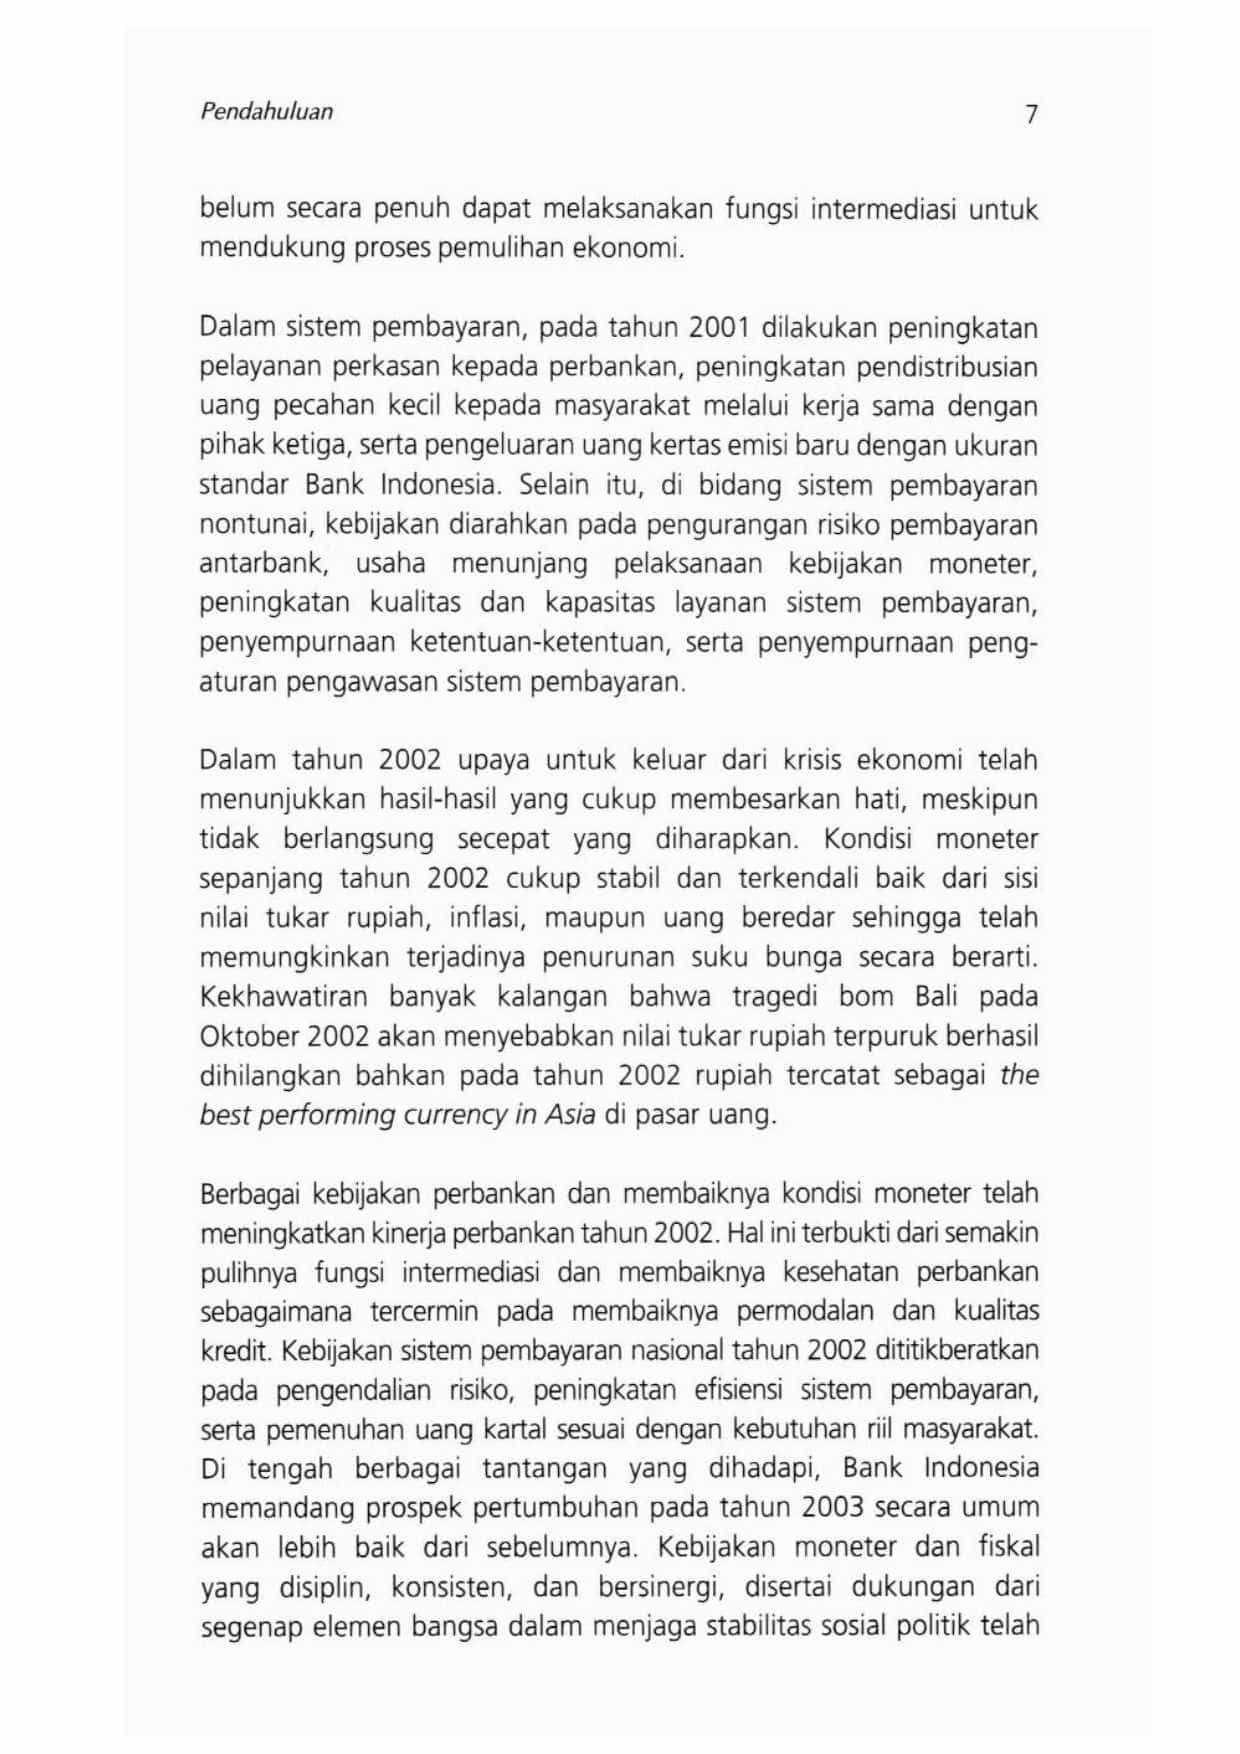 Pendahuluan
7
belum secara penuh dapat melaksanakan fungsi intermediasi untuk
mendukung proses pemulihan ekonomi.
Dalam sistem pembayaran, pada tahun 2001 dilakukan peningkatan
pelayanan perkasan kepada perbankan, peningkatan pendistribusian
uang pecahan kecil kepada masyarakat melalui kerja sama dengan
pihak ketiga, serta pengeluaran uang kertas emisi baru dengan ukuran
standar Bank Indonesia. Selain itu, di bidang sistem pembayaran
nontunai, kebijakan diarahkan pada pengurangan risiko pembayaran
antarbank, usaha menunjang pelaksanaan kebijakan moneter,
peningkatan kualitas dan kapasitas layanan sistem pembayaran,
penyempurnaan ketentuan-ketentuan, serta penyempurnaan peng-
aturan pengawasan sistem pembayaran.
Dalam tahun 2002 upaya untuk keluar dari krisis ekonomi telah
menunjukkan hasil-hasil yang cukup membesarkan hati, meskipun
tidak berlangsung secepat yang diharapkan. Kondisi moneter
sepanjang tahun 2002 cukup stabil dan terkendali baik dari sisi
nilai tukar rupiah, inflasi, maupun uang beredar sehingga telah
memungkinkan terjadinya penurunan suku bunga secara berarti.
Kekhawatiran banyak kalangan bahwa tragedi bom Bali pada
Oktober 2002 akan menyebabkan nilai tukar rupiah terpuruk berhasil
dihilangkan bahkan pada tahun 2002 rupiah tercatat sebagai the
best performing currency in Asia di pasar uang.
Berbagai kebijakan perbankan dan membaiknya kondisi moneter telah
meningkatkan kinerja perbankan tahun 2002. Hal ini terbukti dari semakin
pulihnya fungsi intermediasi dan membaiknya kesehatan perbankan
sebagaimana tercermin pada membaiknya permodalan dan kualitas
kredit. Kebijakan sistem pembayaran nasional tahun 2002 dititikberatkan
pada pengendalian risiko, peningkatan efisiensi sistem pembayaran,
serta pemenuhan uang kartal sesuai dengan kebutuhan riil masyarakat.
Di tengah berbagai tantangan yang dihadapi, Bank Indonesia
memandang prospek pertumbuhan pada tahun 2003 secara umum
akan lebih baik dari sebelumnya. Kebijakan moneter dan fiskal
yang disiplin, konsisten, dan bersinergi, disertai dukungan dari
segenap elemen bangsa dalam menjaga stabilitas sosial politik telah